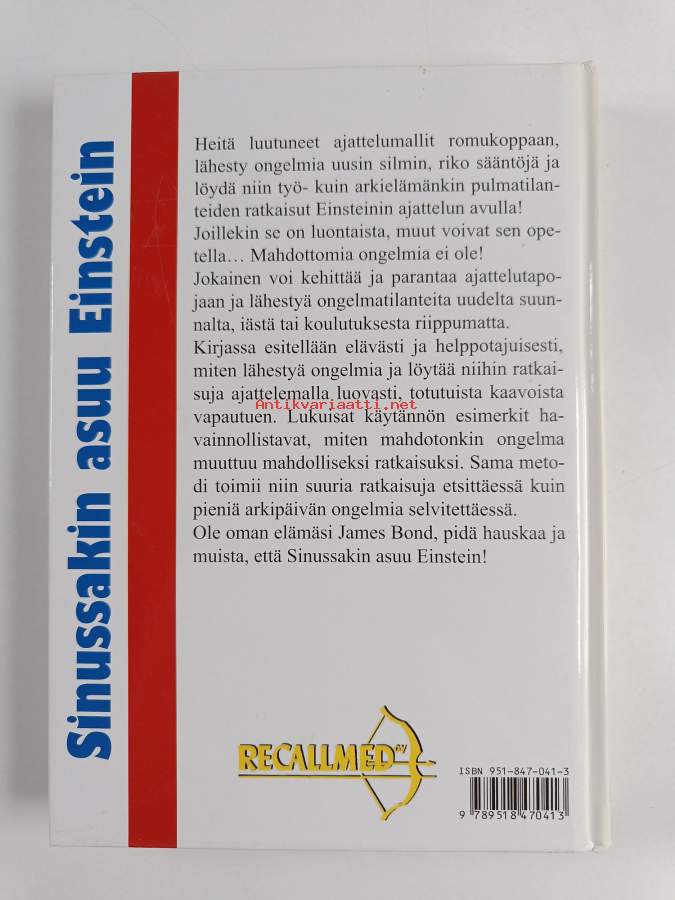 Sinussakin asuu Einstein
Heitä luutuneet ajattelumallit romukoppaan,
lähesty ongelmia uusin silmin, riko sääntöjä ja
löydä niin työ- kuin arkielämänkin pulmatilan-
teiden ratkaisut Einsteinin ajattelun avulla!
Joillekin se on luontaista, muut voivat sen ope-
tella… Mahdottomia ongelmia ei ole!
Jokainen voi kehittää ja parantaa ajattelutapo-
jaan ja lähestyä ongelmatilanteita uudelta suun-
nalta, iästä tai koulutuksesta riippumatta.
Kirjassa esitellään elävästi ja helppotajuisesti,
miten lähestyä ongelmia ja löytää niihin ratkai-
suja ajattelemalla luovasti, totutuista kaavoista
Antikvariaatti.net
vapautuen. Lukuisat käytännön esimerkit ha-
vainnollistavat, miten mahdotonkin ongelma
muuttuu mahdolliseksi ratkaisuksi. Sama meto-
di toimii niin suuria ratkaisuja etsittäessä kuin
pieniä arkipäivän ongelmia selvitettäessä.
Ole oman elämäsi James Bond, pidä hauskaa ja
muista, että Sinussakin asuu Einstein!
RECALLMED oy
ISBN 951-847-041-3
9 789518 470413